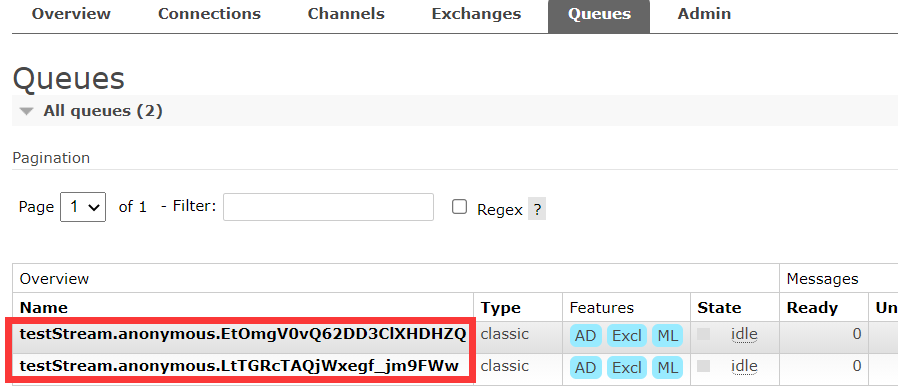 Overview Connections Channels Exchanges Queues Admin
Queues
All queues (2)
Pagination
Page 1 of 1 - Filter: Regex ?
Overview Messages
Name Type Features State Ready Un
testStream.anonymous.EtOmgV0vQ62DD3ClXHDHZQ classic AD Excl ML idle 0
testStream.anonymous.LtTGRcTAQjWxegf_jm9FWw classic AD Excl ML idle 0